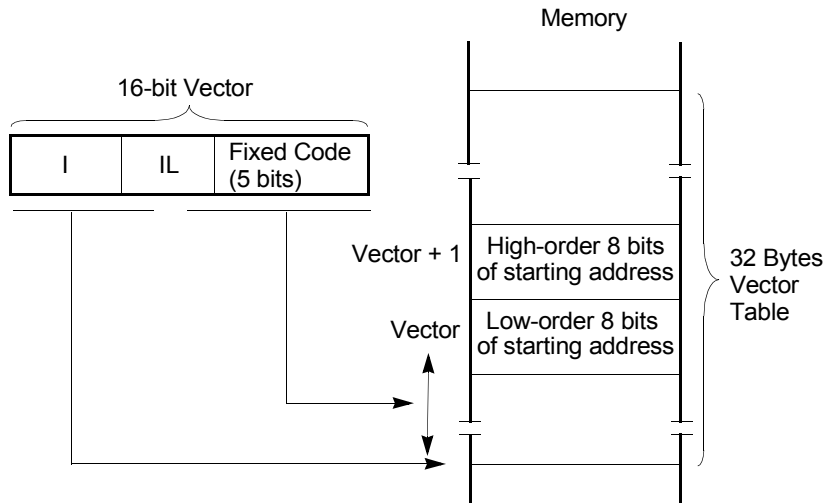 Memory
16-bit Vector
I
IL
Fixed Code
(5 bits)
Vector + 1
High-order 8 bits
of starting address
32 Bytes
Vector
Table
Vector
Low-order 8 bits
of starting address